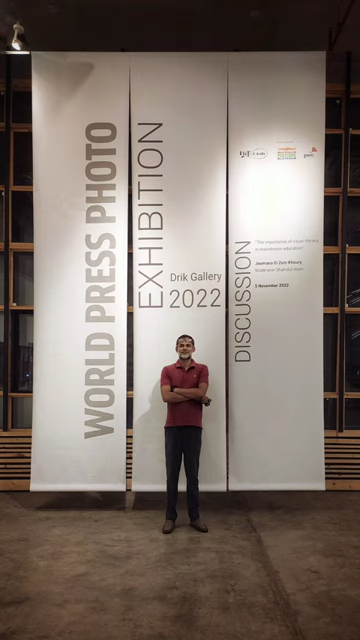 WORLD PRESS PHOTO
EXHIBITION
Drik Gallery
2022
DISCUSSION
"The importance of visual literacy
in mainstream education"
Joumana El Zein Khoury
Moderator Shahidul Alam
5 November 2022
pwc